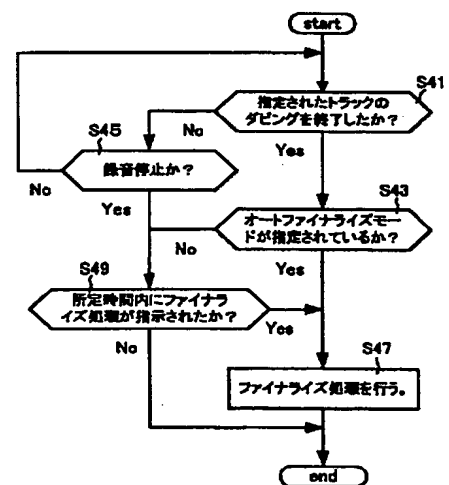 start
S41
指定されたトラックの
ダビングを終了したか?
No
Yes
S45
録音停止か?
No
Yes
S43
オートファイナライズモー
ドが指定されているか?
No
Yes
S49
所定時間内にファイナラ
イズ処理が指示されたか?
Yes
No
S47
ファイナライズ処理を行う。
end